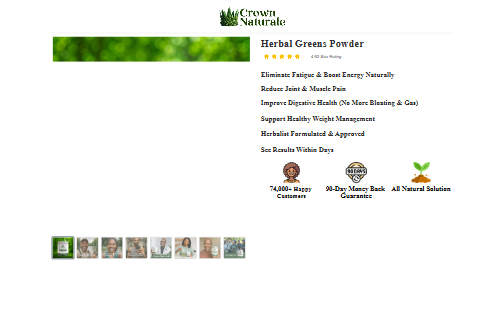 Crown
Naturale
Herbal Greens Powder
Eliminate Fatigue & Boost Energy Naturally
Reduce Joint & Muscle Pain
Improve Digestive Health (No More Bloating & Gas)
Support Healthy Weight Management
Herbalist Formulated & Approved
See Results Within Days
90 DAYS
74,000+ Happy
Customers
90-Day Money Back
Guarantee
All Natural Solution